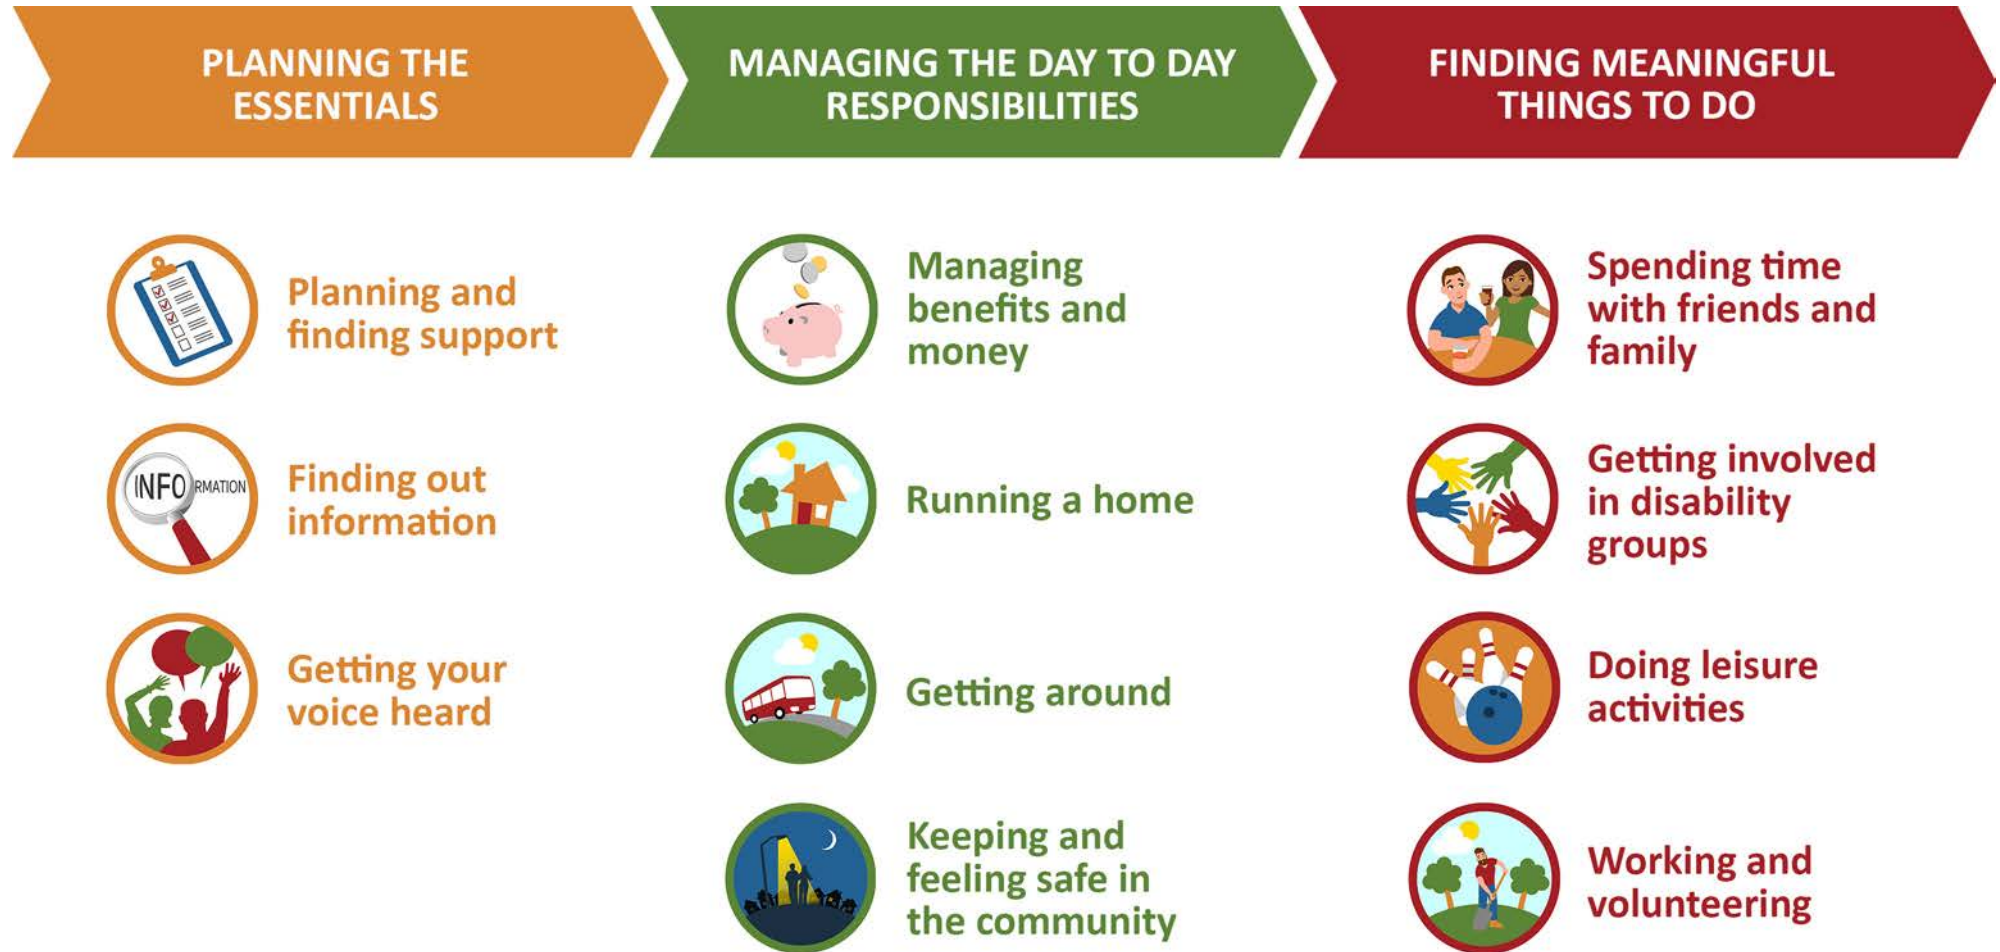 PLANNING THE
ESSENTIALS
MANAGING THE DAY TO DAY
RESPONSIBILITIES
FINDING MEANINGFUL
THINGS TO DO
Planning and
finding support
INFORMATION
Finding out
information
Getting your
voice heard
Managing
benefits and
money
Running a home
Getting around
Keeping and
feeling safe in
the community
Spending time
with friends and
family
Getting involved
in disability
groups
Doing leisure
activities
Working and
volunteering